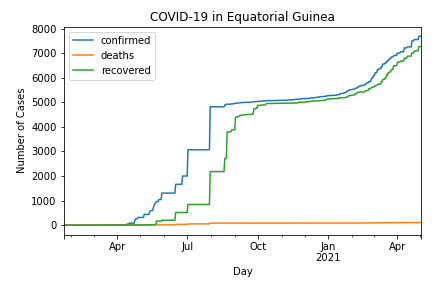 COVID-19 in Equatorial Guinea
confirmed
deaths
recovered
Number of Cases
8000
7000
6000
5000
4000
3000
2000
1000
0
Apr
Jul
Oct
Jan
2021
Apr
Day